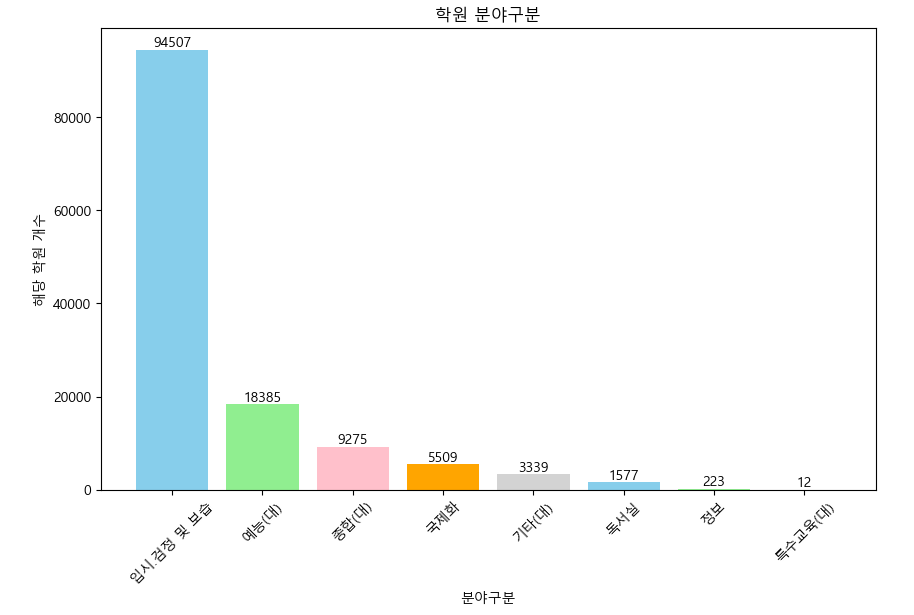 학원 분야구분
94507
18385
9275
5509
3339
1577
223
12
해당 학원 개수
80000
60000
40000
20000
0
입시.검정 및 보습
예능(대)
종합(대)
국제화
기타(대)
독서실
정보
특수교육(대)
분야구분